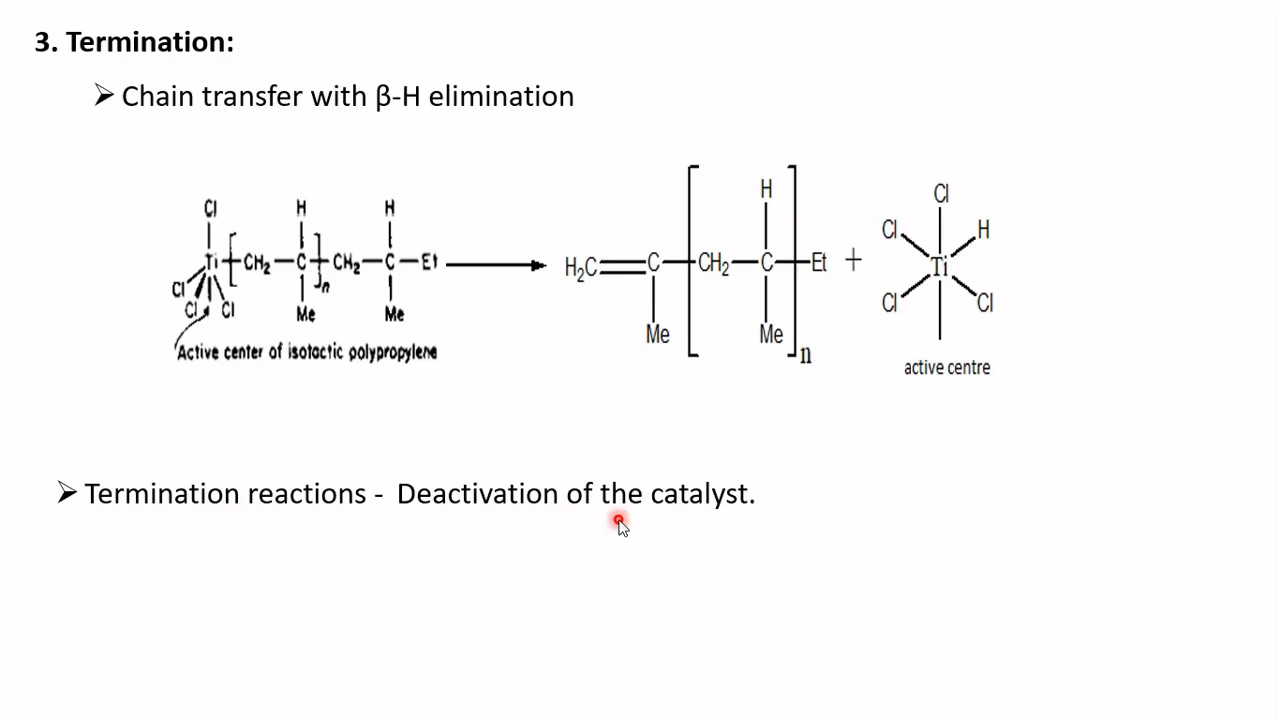 3. Termination:
➢ Chain transfer with β-H elimination
Cl H H
Ti [ CH₂ — C ]ₙ CH₂ — C — Et
Cl Cl Cl Me Me
Active center of isotactic polypropylene
H
H₂C = C — [ CH₂ — C ]ₙ Et +
Me Me
Cl
Cl H
Ti
Cl Cl
active centre
➢ Termination reactions - Deactivation of the catalyst.